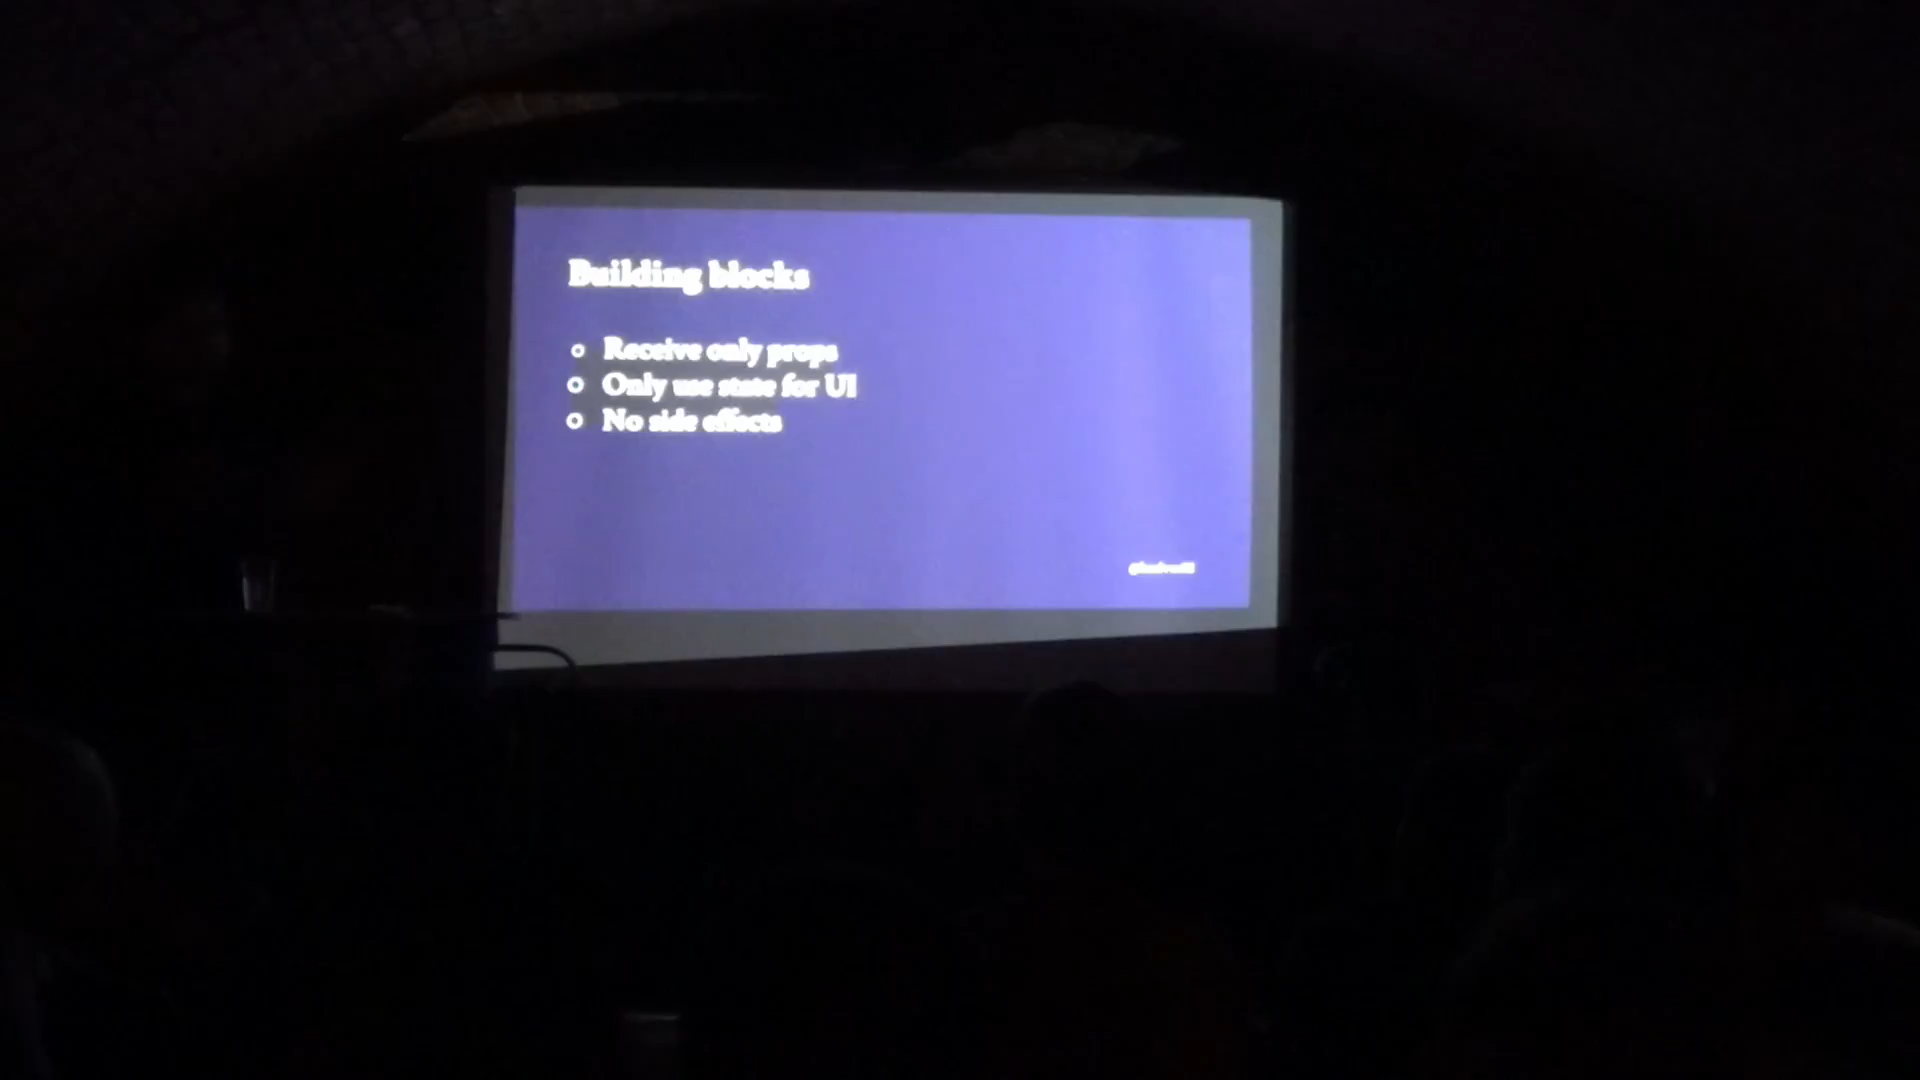 Building blocks
Receive only props
Only use state for UI
No side effects